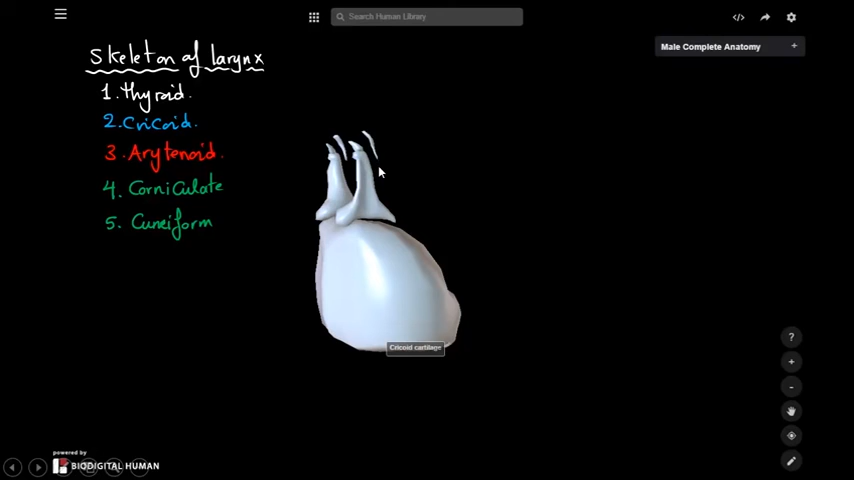 Search Human Library
</>
Male Complete Anatomy +
Skeleton of larynx
1. thyroid.
2. Cricoid.
3. Arytenoid.
4. Corniculate
5. Cuneiform
Cricoid cartilage
?
+
-
powered by
BIODIGITAL HUMAN